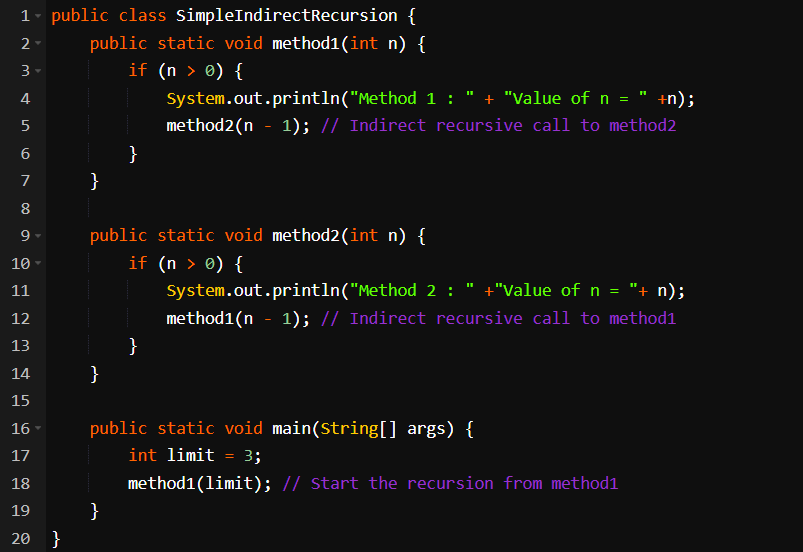 1 public class SimpleIndirectRecursion {
2     public static void method1(int n) {
3         if (n > 0) {
4             System.out.println("Method 1 : " + "Value of n = " +n);
5             method2(n - 1); // Indirect recursive call to method2
6         }
7     }
8
9     public static void method2(int n) {
10         if (n > 0) {
11             System.out.println("Method 2 : " +"Value of n = "+ n);
12             method1(n - 1); // Indirect recursive call to method1
13         }
14     }
15
16     public static void main(String[] args) {
17         int limit = 3;
18         method1(limit); // Start the recursion from method1
19     }
20 }